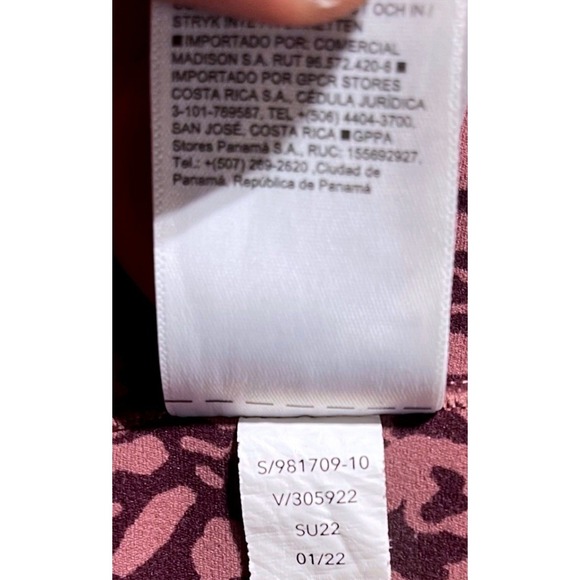 OCH IN /
STRYK INTE
■IMPORTADO POR: COMERCIAL
MADISON S.A. RUT 96.572.420-6 ■
IMPORTADO POR GPCR STORES
COSTA RICA S.A, CÉDULA JURÍDICA
3-101-789587, TEL +(506) 4404-3700,
SAN JOSÉ, COSTA RICA ■GPPA
Stores Panamá S.A., RUC: 155692927,
Tel.: +(507) 269-2620 ,Ciudad de
Panamá, República de Panamá
S/981709-10
V/305922
SU22
01/22